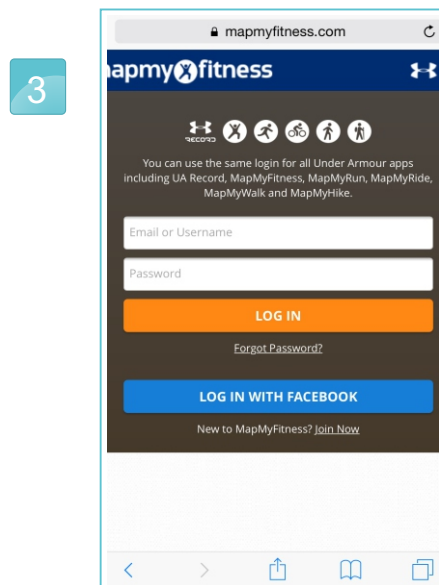 3
mapmyfitness.com
apmyfitness
RECORD
You can use the same login for all Under Armour apps
including UA Record, MapMyFitness, MapMyRun, MapMyRide,
MapMyWalk and MapMyHike.
Email or Username
Password
LOG IN
Forgot Password?
LOG IN WITH FACEBOOK
New to MapMyFitness? Join Now